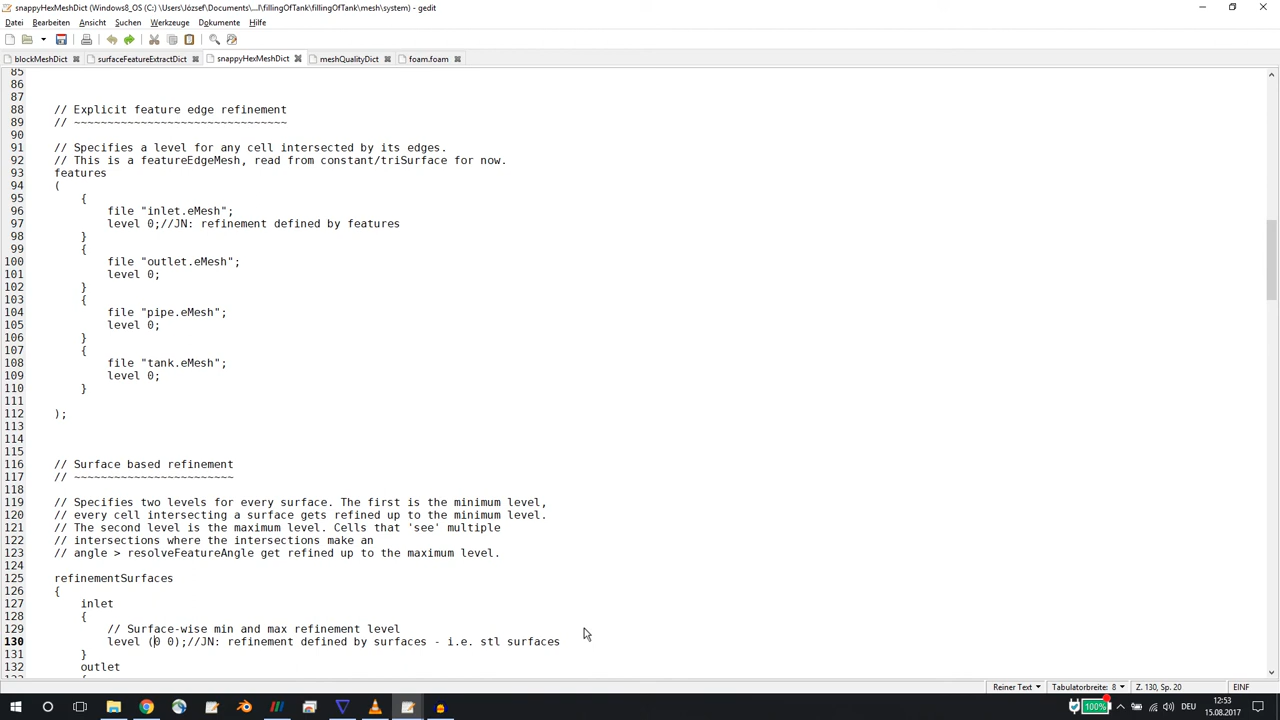 snappyHexMeshDict (Windows8_OS (C:) \Users\József\Documents\...l\fillingOfTank\fillingOfTank\mesh\system) - gedit
Datei Bearbeiten Ansicht Suchen Werkzeuge Dokumente Hilfe
blockMeshDict surfaceFeatureExtractDict snappyHexMeshDict meshQualityDict foam.foam
85
86
87
88 // Explicit feature edge refinement
89 // ~~~~~~~~~~~~~~~~~~~~~~~~~~~~~~~~
90
91 // Specifies a level for any cell intersected by its edges.
92 // This is a featureEdgeMesh, read from constant/triSurface for now.
93 features
94 (
95 {
96 file "inlet.eMesh";
97 level 0;//JN: refinement defined by features
98 }
99 {
100 file "outlet.eMesh";
101 level 0;
102 }
103 {
104 file "pipe.eMesh";
105 level 0;
106 }
107 {
108 file "tank.eMesh";
109 level 0;
110 }
111
112 );
113
114
115
116 // Surface based refinement
117 // ~~~~~~~~~~~~~~~~~~~~~~~~
118
119 // Specifies two levels for every surface. The first is the minimum level,
120 // every cell intersecting a surface gets refined up to the minimum level.
121 // The second level is the maximum level. Cells that 'see' multiple
122 // intersections where the intersections make an
123 // angle > resolveFeatureAngle get refined up to the maximum level.
124
125 refinementSurfaces
126 {
127 inlet
128 {
129 // Surface-wise min and max refinement level
130 level (0 0);//JN: refinement defined by surfaces - i.e. stl surfaces
131 }
132 outlet
Reiner Text Tabulatorbreite: 8 Z. 130, Sp. 20 EINF
100% DEU 12:53
15.08.2017